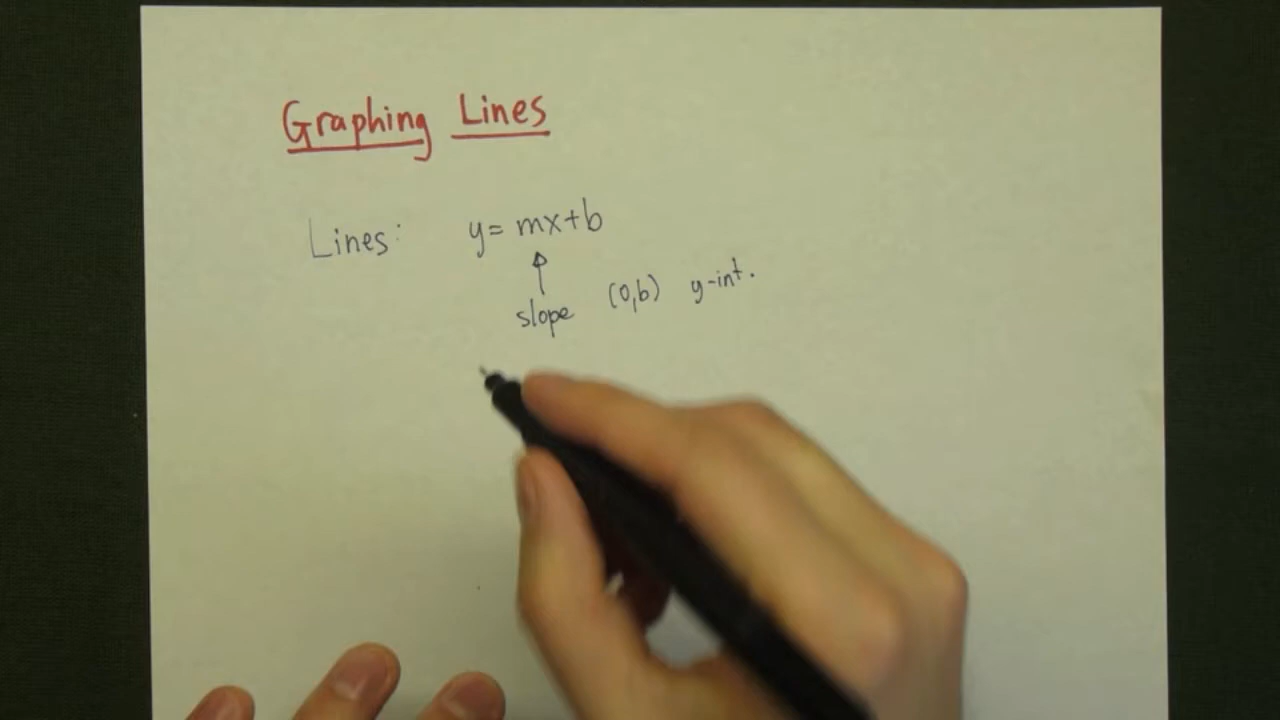 Graphing Lines
Lines: y = mx+b
slope (0,b) y-int.